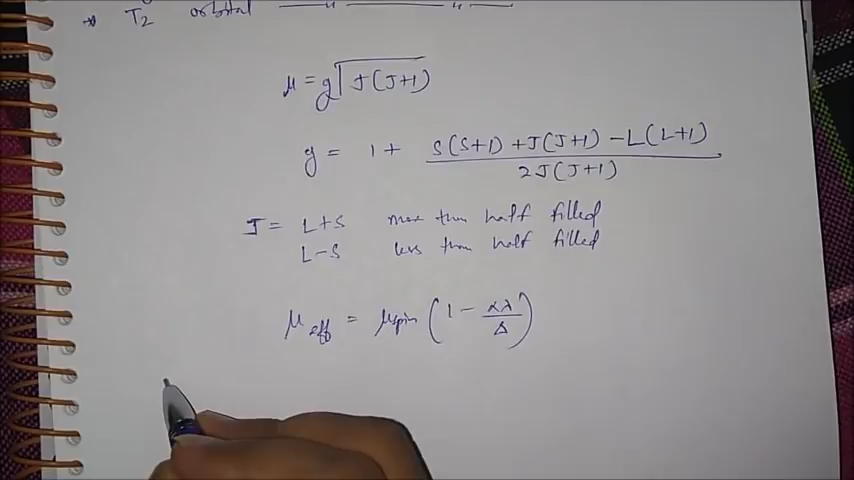 → T₂ orbital —— " —— " ——
μ = g√J(J+1)
g = 1 + S(S+1) + J(J+1) - L(L+1) / 2J(J+1)
J = L+S more than half filled
L-S less than half filled
μeff = μspin (1 - αλ/Δ)